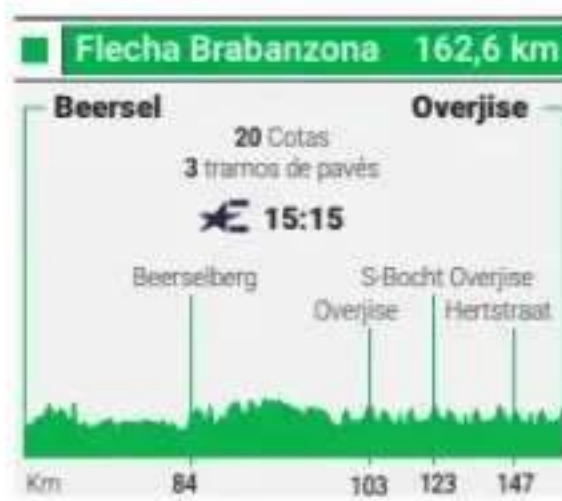 Flecha Brabanzona 162,6 km
Beersel Overjise
20 Cotas
3 tramos de pavés
15:15
Beerselberg S-Bocht Overjise
Overjise Hertstraat
Km 84 103 123 147